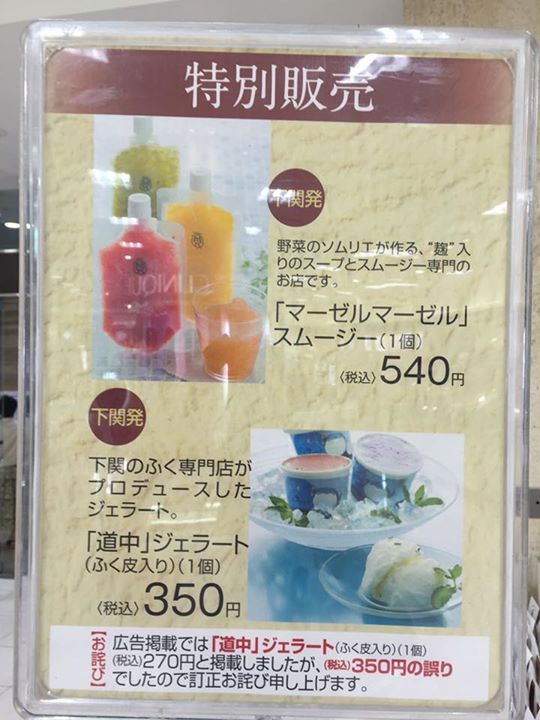 特別販売
下関発
野菜のソムリエが作る、“麹”入
りのスープとスムージー専門の
お店です。
「マーゼルマーゼル」
スムージー(1個)
〈税込〉540円
下関発
下関のふく専門店が
プロデュースした
ジェラート。
「道中」ジェラート
(ふく皮入り)(1個)
〈税込〉350円
【お詫び】
広告掲載では「道中」ジェラート(ふく皮入り)(1個)
(税込)270円と掲載しましたが、(税込)350円の誤り
でしたので訂正お詫び申し上げます。
CLINIQU